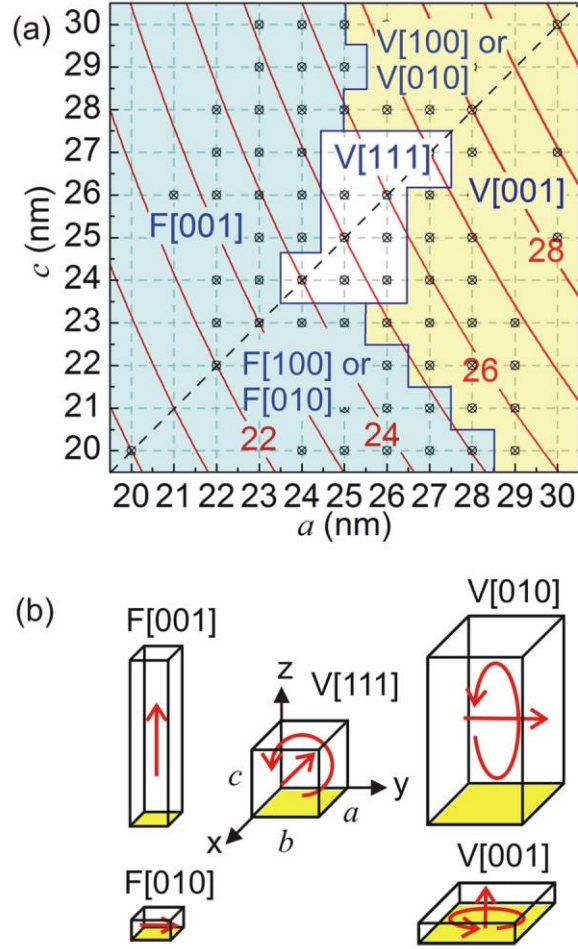 (a)
30
29
28
27
26
25
24
23
22
21
20
c (nm)
V[100] or
V[010]
V[111]
V[001]
F[001]
28
F[100] or
F[010]
26
22
24
20 21 22 23 24 25 26 27 28 29 30
a (nm)
(b)
F[001]
V[010]
z
V[111]
c
y
a
x
b
F[010]
V[001]